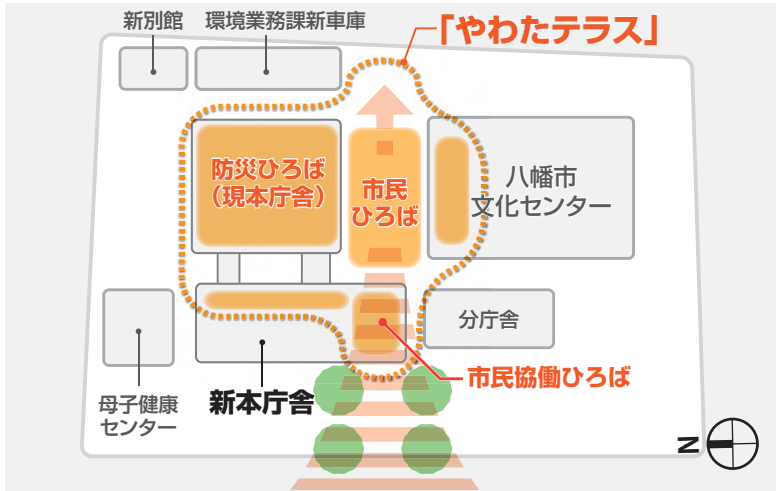 新別館
環境業務課新車庫
「やわたテラス」
防災ひろば
（現本庁舎）
市民
ひろば
八幡市
文化センター
分庁舎
市民協働ひろば
新本庁舎
母子健康
センター
N